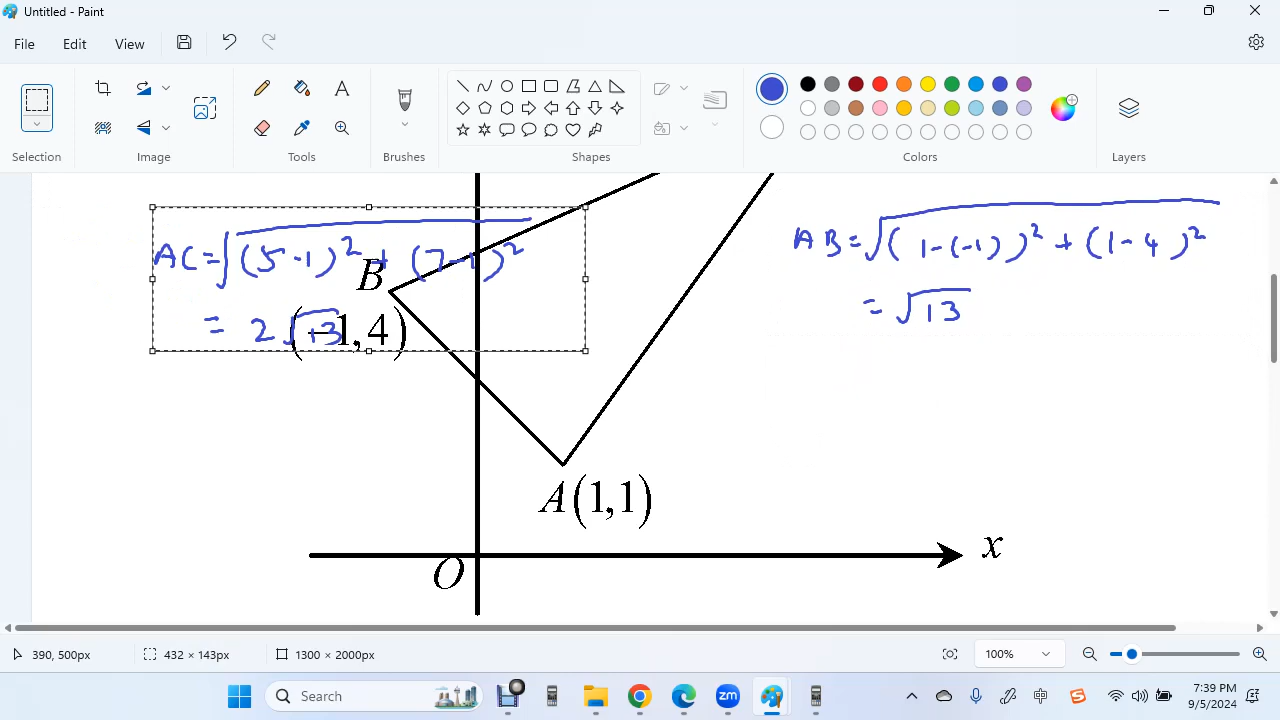 Untitled - Paint
File Edit View
Selection Image Tools Brushes Shapes Colors Layers
AC = √((5-1)² + (7-1)²)
= 2√13
AB = √((1-(-1))² + (1-4)²)
= √13
B
(-1,4)
A(1,1)
O
x
390, 500px
432 × 143px
1300 × 2000px
100%
Search
zm
中
S
7:39 PM
9/5/2024